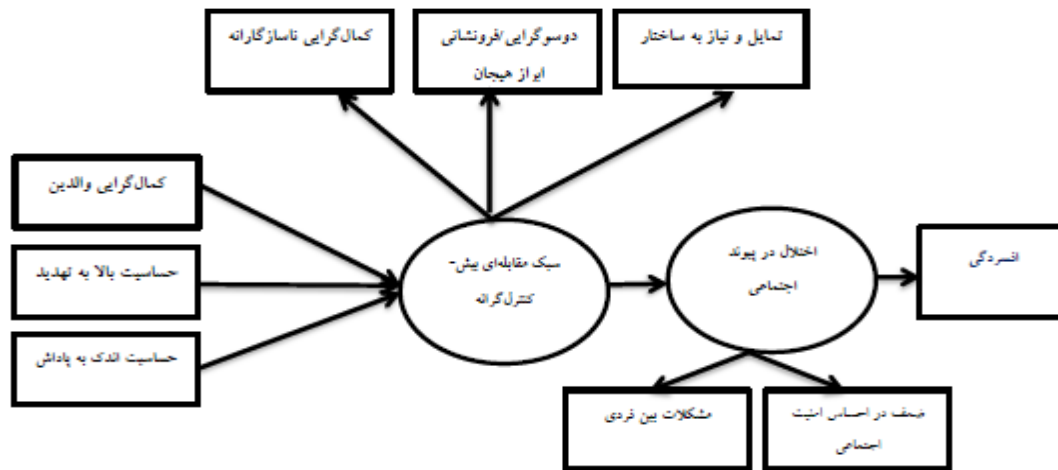 تمایل و نیاز به ساختار
دوسوگرایی/فرونشانی
ابراز هیجان
کمال‌گرایی ناسازگارانه
کمال‌گرایی والدین
حساسیت بالا به تهدید
حساسیت اندک به پاداش
سبک مقابله‌ای بیش-
کنترل‌گرانه
اختلال در پیوند
اجتماعی
افسردگی
مشکلات بین فردی
ضعف در احساس امنیت
اجتماعی